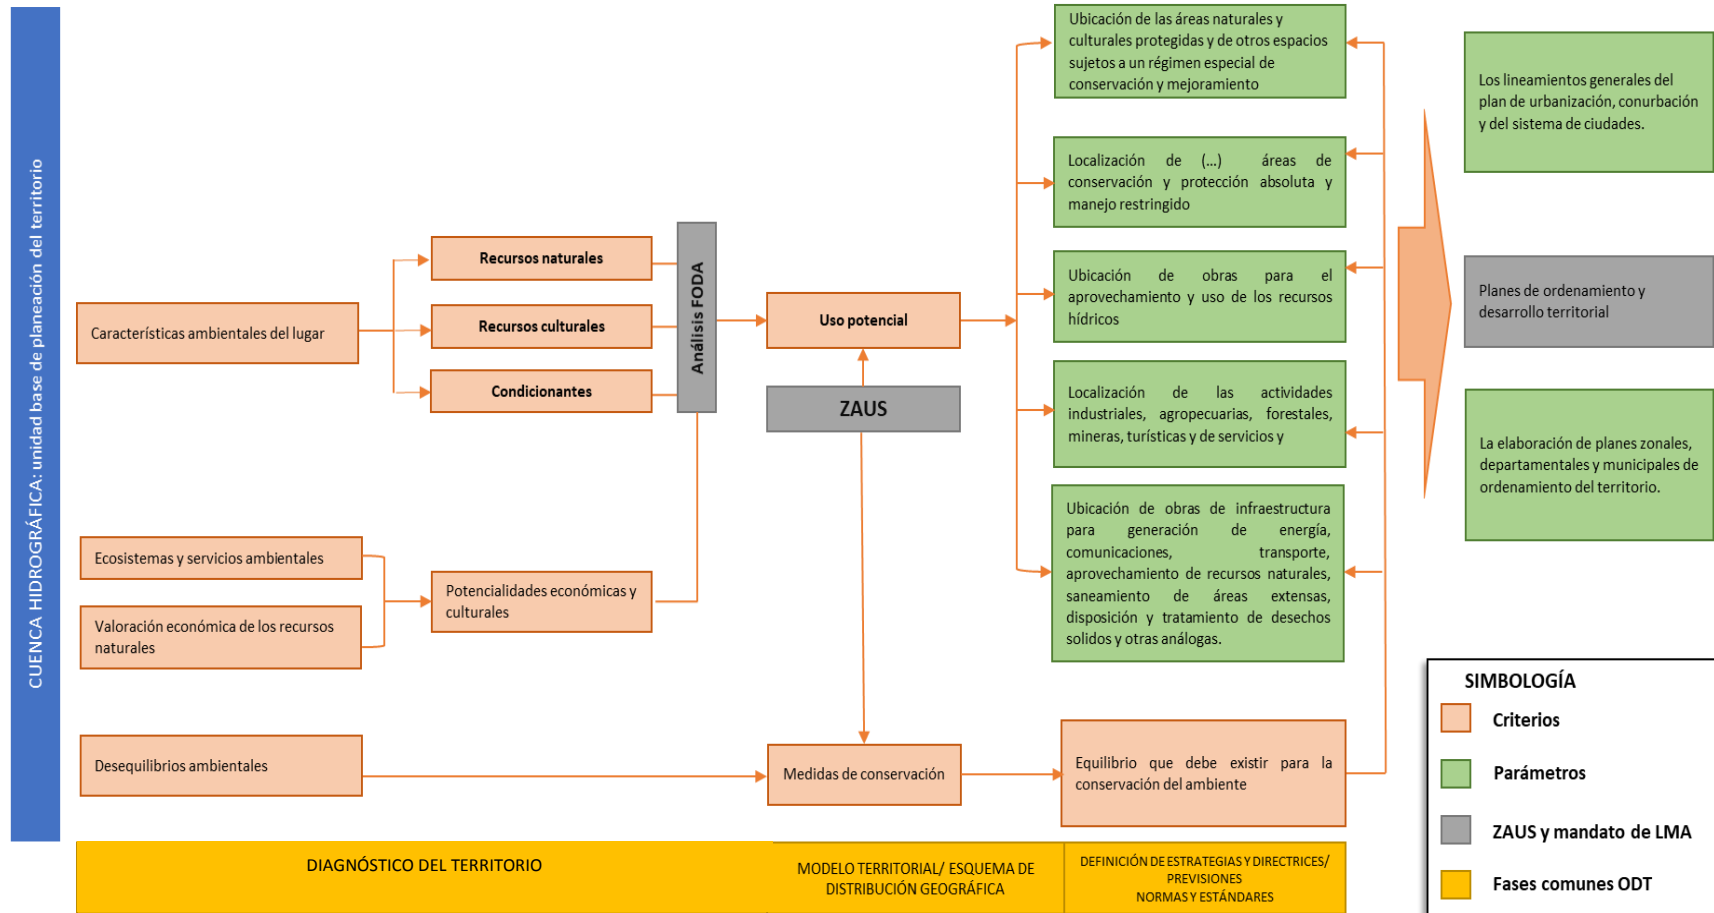 CUENCA HIDROGRÁFICA: unidad base de planeación del territorio
Características ambientales del lugar
Recursos naturales
Recursos culturales
Condicionantes
Análisis FODA
Ecosistemas y servicios ambientales
Valoración económica de los recursos
naturales
Potencialidades económicas y
culturales
Desequilibrios ambientales
Uso potencial
ZAUS
Medidas de conservación
Ubicación de las áreas naturales y
culturales protegidas y de otros espacios
sujetos a un régimen especial de
conservación y mejoramiento
Localización de (...) áreas de
conservación y protección absoluta y
manejo restringido
Ubicación de obras para el
aprovechamiento y uso de los recursos
hídricos
Localización de las actividades
industriales, agropecuarias, forestales,
mineras, turísticas y de servicios y
Ubicación de obras de infraestructura
para generación de energía,
comunicaciones, transporte,
aprovechamiento de recursos naturales,
saneamiento de áreas extensas,
disposición y tratamiento de desechos
solidos y otras análogas.
Equilibrio que debe existir para la
conservación del ambiente
Los lineamientos generales del
plan de urbanización, conurbación
y del sistema de ciudades.
Planes de ordenamiento y
desarrollo territorial
La elaboración de planes zonales,
departamentales y municipales de
ordenamiento del territorio.
SIMBOLOGÍA
Criterios
Parámetros
ZAUS y mandato de LMA
Fases comunes ODT
DIAGNÓSTICO DEL TERRITORIO
MODELO TERRITORIAL/ ESQUEMA DE
DISTRIBUCIÓN GEOGRÁFICA
DEFINICIÓN DE ESTRATEGIAS Y DIRECTRICES/
PREVISIONES
NORMAS Y ESTÁNDARES